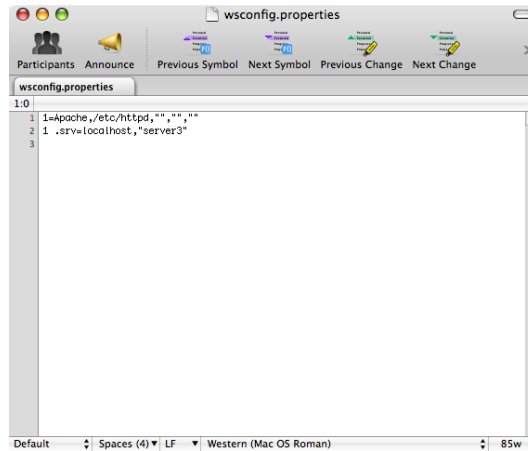 wsconfig.properties
Participants Announce Previous Symbol Next Symbol Previous Change Next Change
wsconfig.properties
1:0
1 1=Apache,/etc/httpd,"","",""
2 1 .srv=localhost,"server3"
3
Default Spaces (4) LF Western (Mac OS Roman) 85w